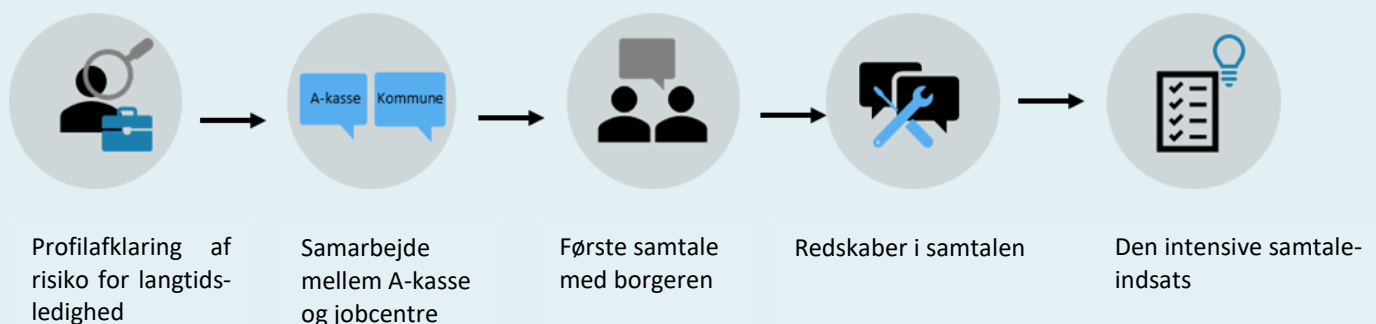 A-kasse
Kommune
Profilafklaring af
risiko for langtids-
ledighed
Samarbejde
mellem A-kasse
og jobcentre
Første samtale
med borgeren
Redskaber i samtalen
Den intensive samtale-
indsats